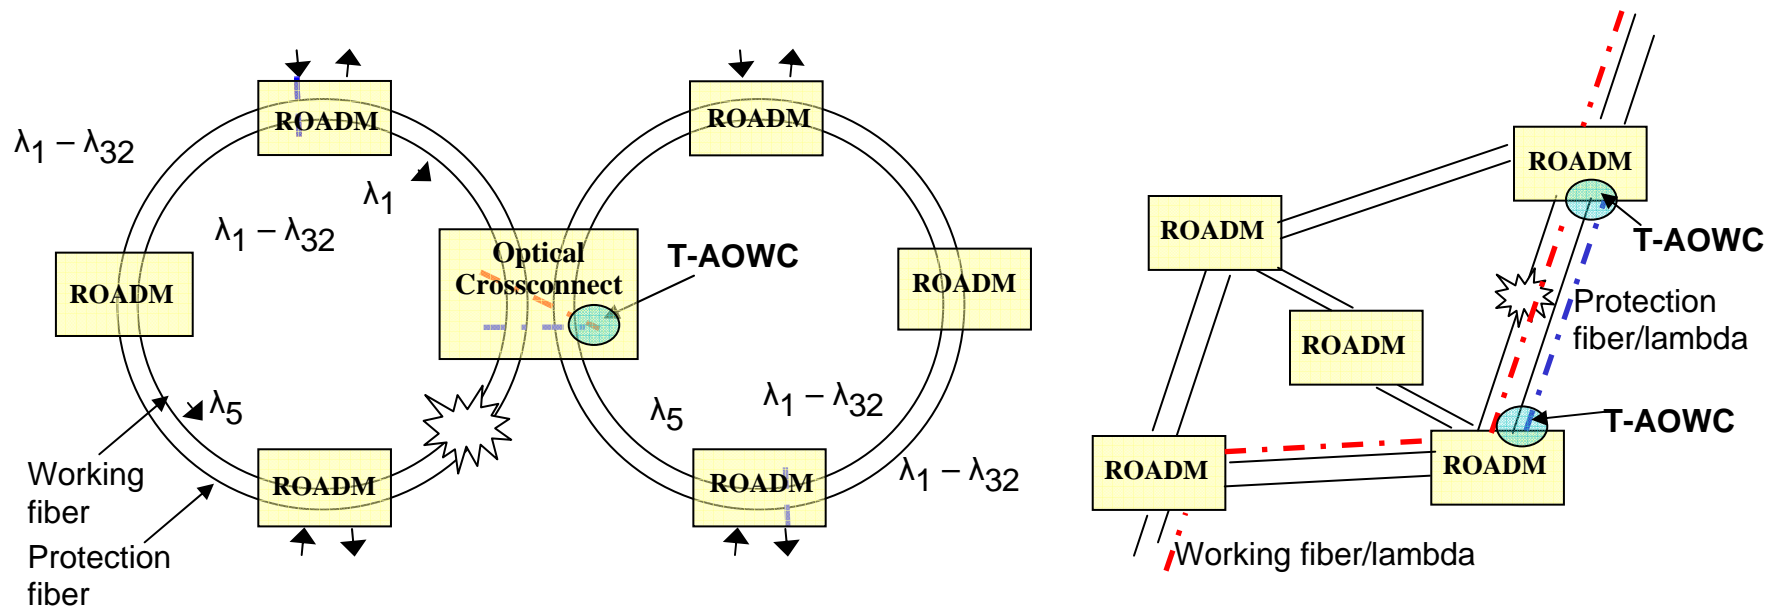 ROADM
λ1 – λ32
λ1
λ1 – λ32
ROADM
λ5
Working
fiber
Protection
fiber
ROADM
Optical
Crossconnect
T-AOWC
ROADM
ROADM
λ5
λ1 – λ32
λ1 – λ32
ROADM
ROADM
T-AOWC
ROADM
Protection
fiber/lambda
ROADM
T-AOWC
ROADM
ROADM
Working fiber/lambda